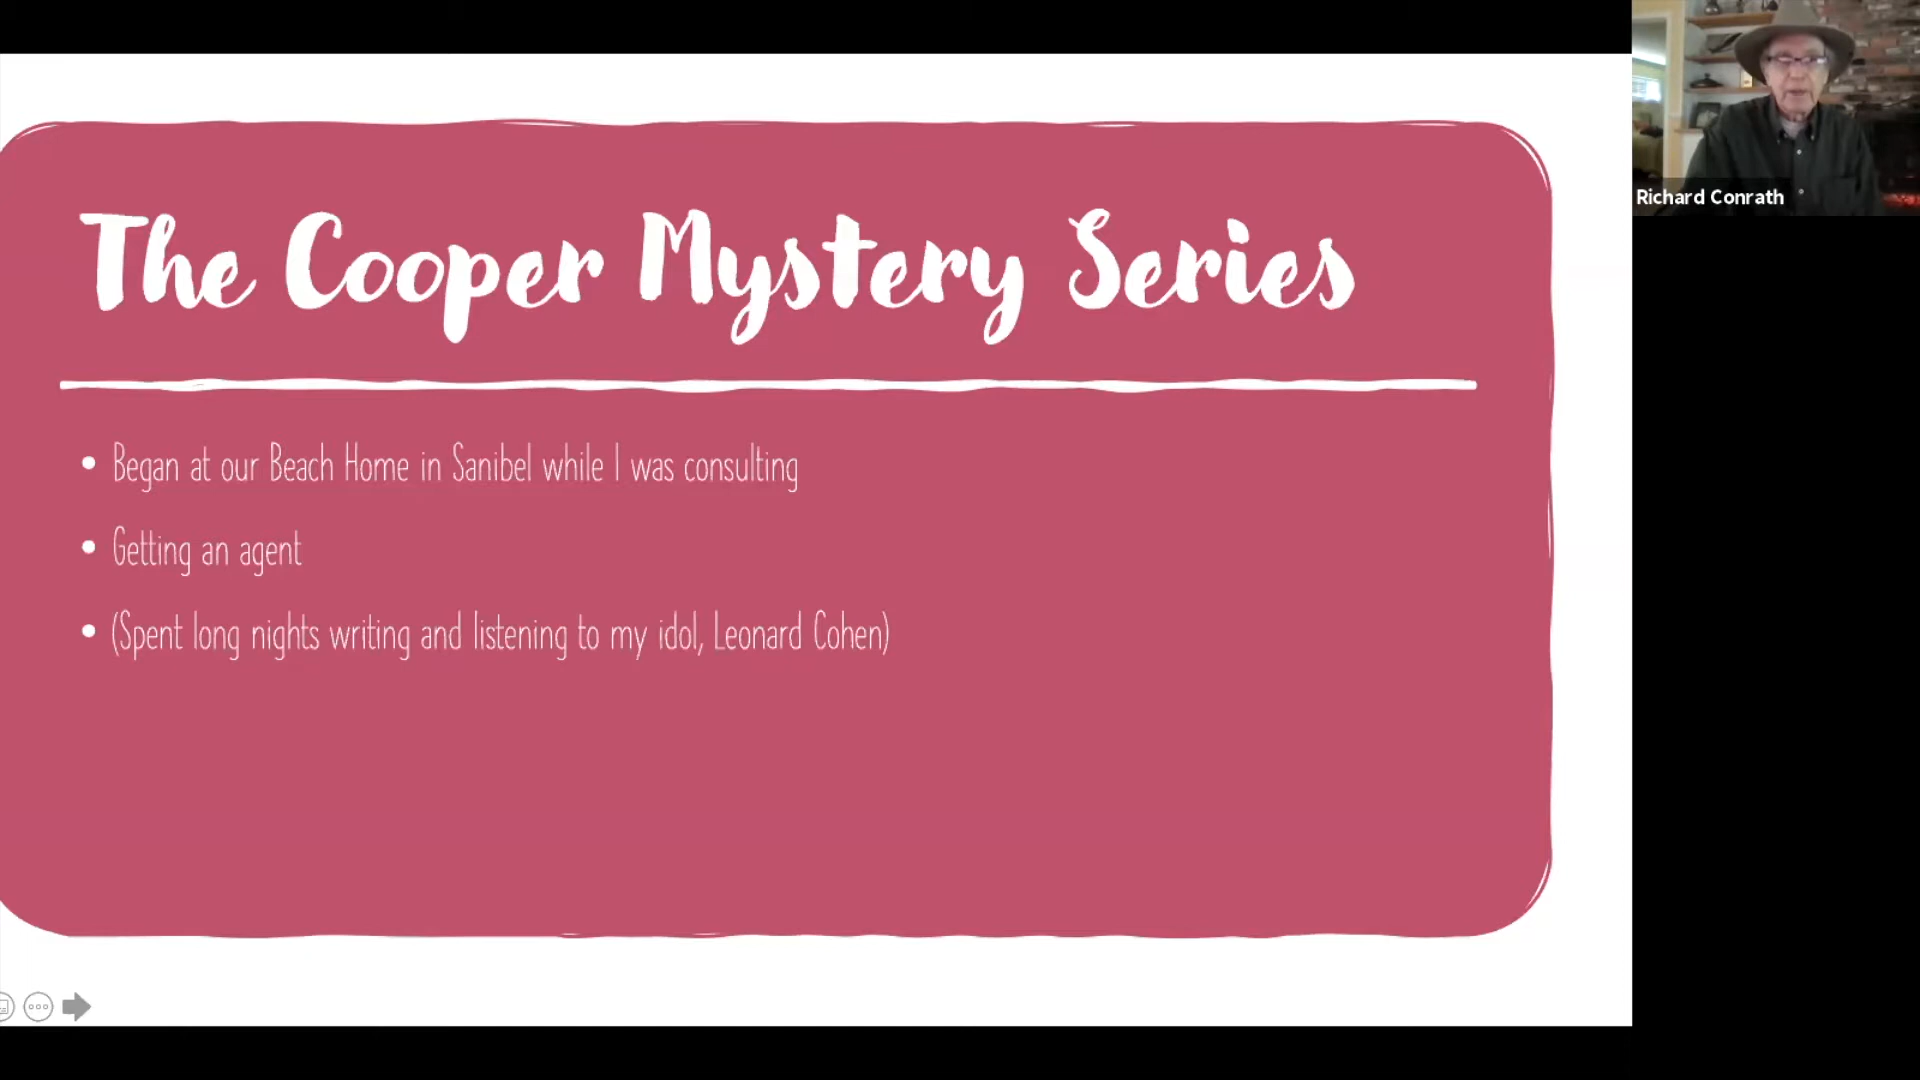 The Cooper Mystery Series
• Began at our Beach Home in Sanibel while I was consulting
• Getting an agent
• (Spent long nights writing and listening to my idol, Leonard Cohen)
Richard Conrath